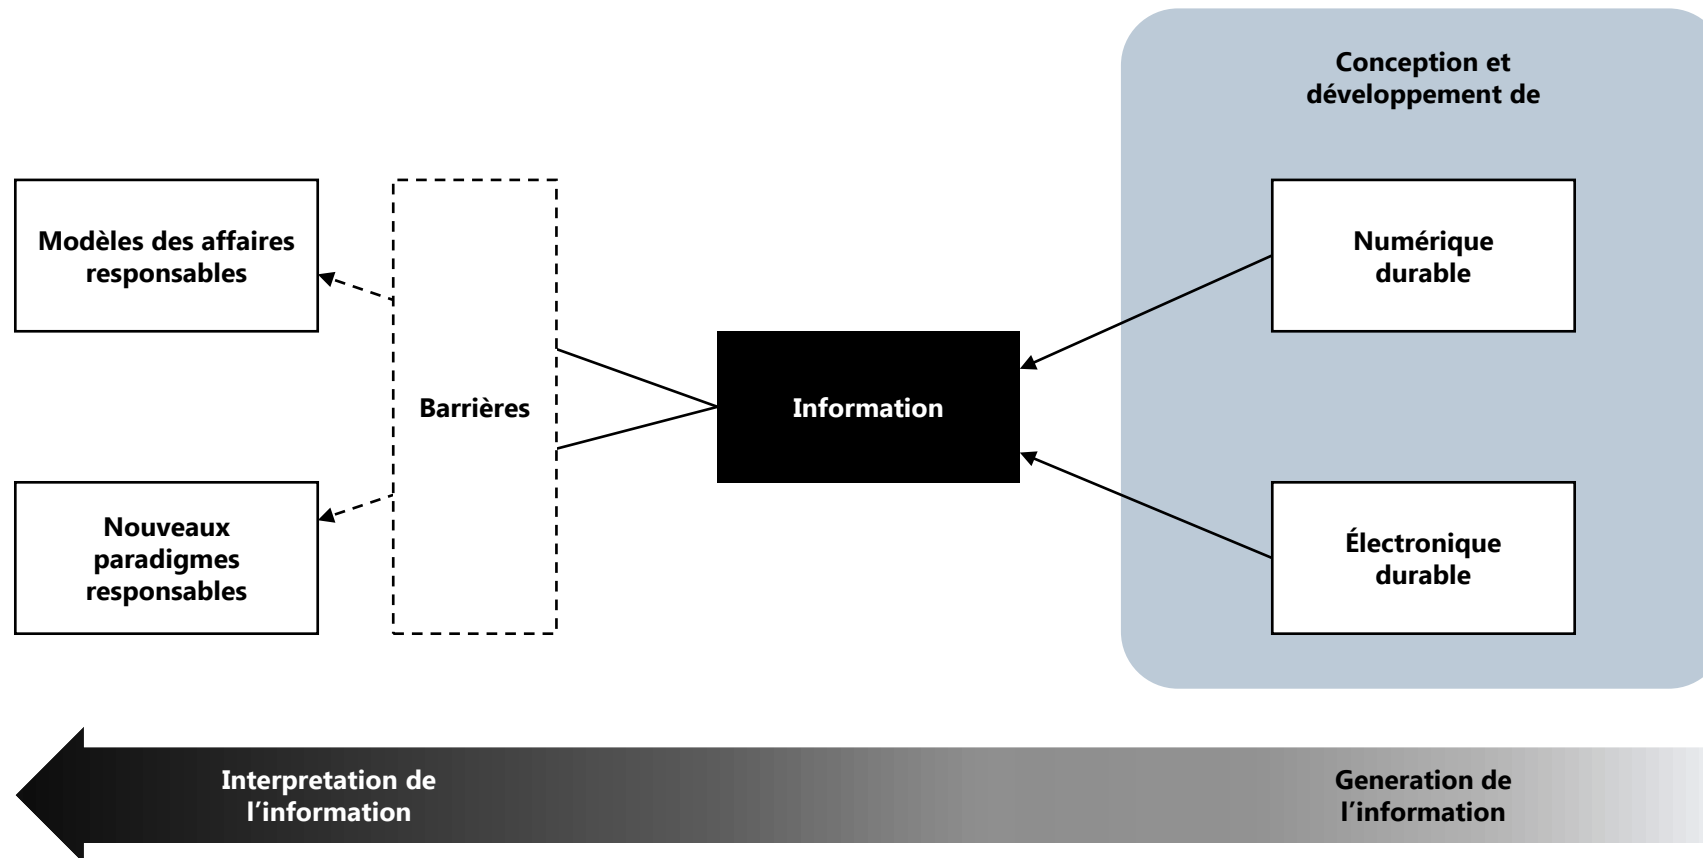 Conception et
développement de
Modèles des affaires
responsables
Numérique
durable
Barrières
Information
Nouveaux
paradigmes
responsables
Électronique
durable
Interpretation de
l’information
Generation de
l’information